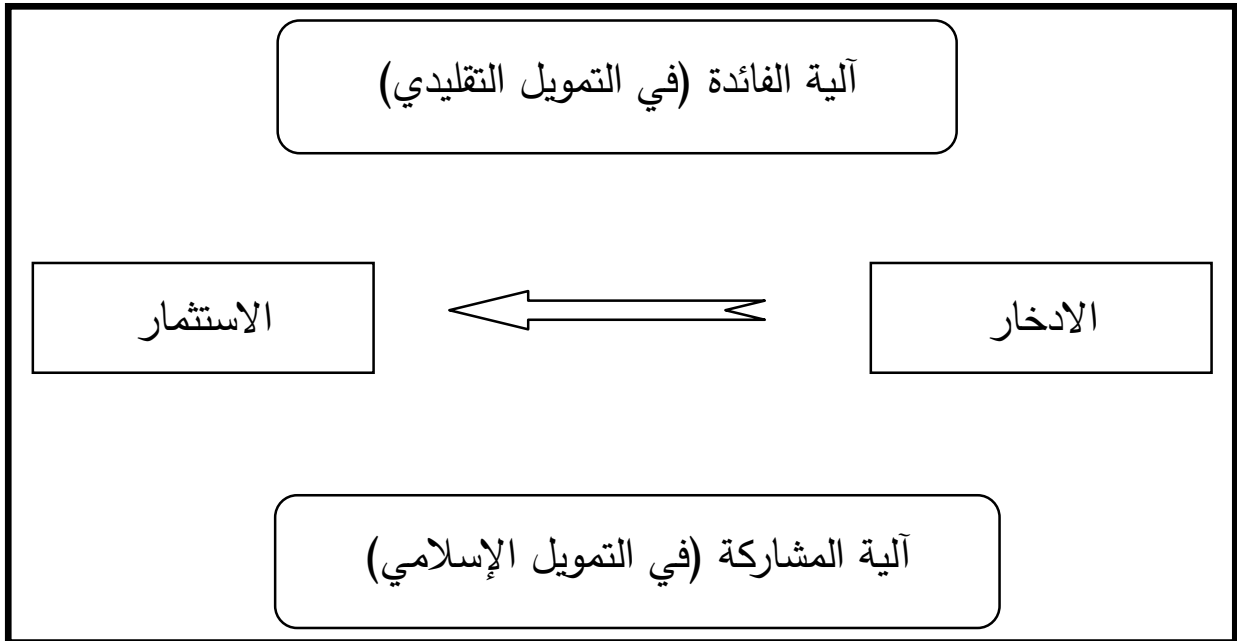 آلية الفائدة (في التمويل التقليدي)
الادخار
الاستثمار
آلية المشاركة (في التمويل الإسلامي)